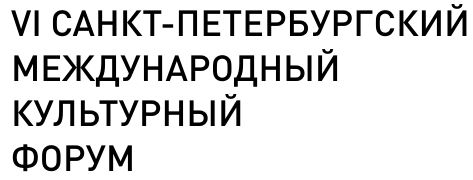 VI САНКТ-ПЕТЕРБУРГСКИЙ
МЕЖДУНАРОДНЫЙ
КУЛЬТУРНЫЙ
ФОРУМ